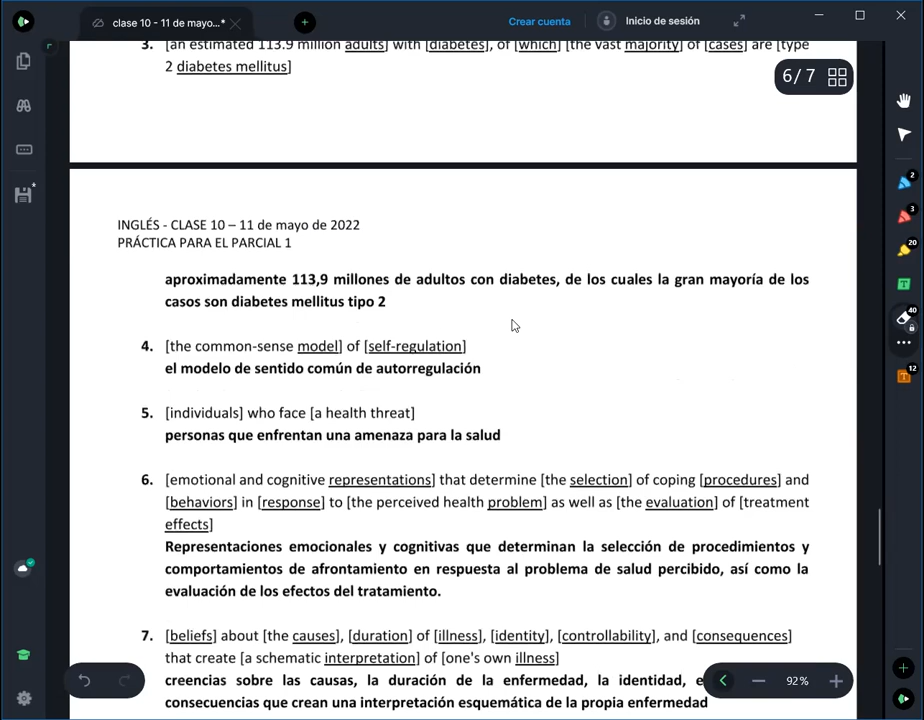 clase 10 - 11 de mayo...*
Crear cuenta
Inicio de sesión
3. [an estimated 113.9 million adults] with [diabetes], of [which] [the vast majority] of [cases] are [type
2 diabetes mellitus]
6 / 7
INGLÉS - CLASE 10 – 11 de mayo de 2022
PRÁCTICA PARA EL PARCIAL 1
aproximadamente 113,9 millones de adultos con diabetes, de los cuales la gran mayoría de los
casos son diabetes mellitus tipo 2
4. [the common-sense model] of [self-regulation]
el modelo de sentido común de autorregulación
5. [individuals] who face [a health threat]
personas que enfrentan una amenaza para la salud
6. [emotional and cognitive representations] that determine [the selection] of coping [procedures] and
[behaviors] in [response] to [the perceived health problem] as well as [the evaluation] of [treatment
effects]
Representaciones emocionales y cognitivas que determinan la selección de procedimientos y
comportamientos de afrontamiento en respuesta al problema de salud percibido, así como la
evaluación de los efectos del tratamiento.
7. [beliefs] about [the causes], [duration] of [illness], [identity], [controllability], and [consequences]
that create [a schematic interpretation] of [one's own illness]
creencias sobre las causas, la duración de la enfermedad, la identidad, e
consecuencias que crean una interpretación esquemática de la propia enfermedad
92%
2
3
20
40
12